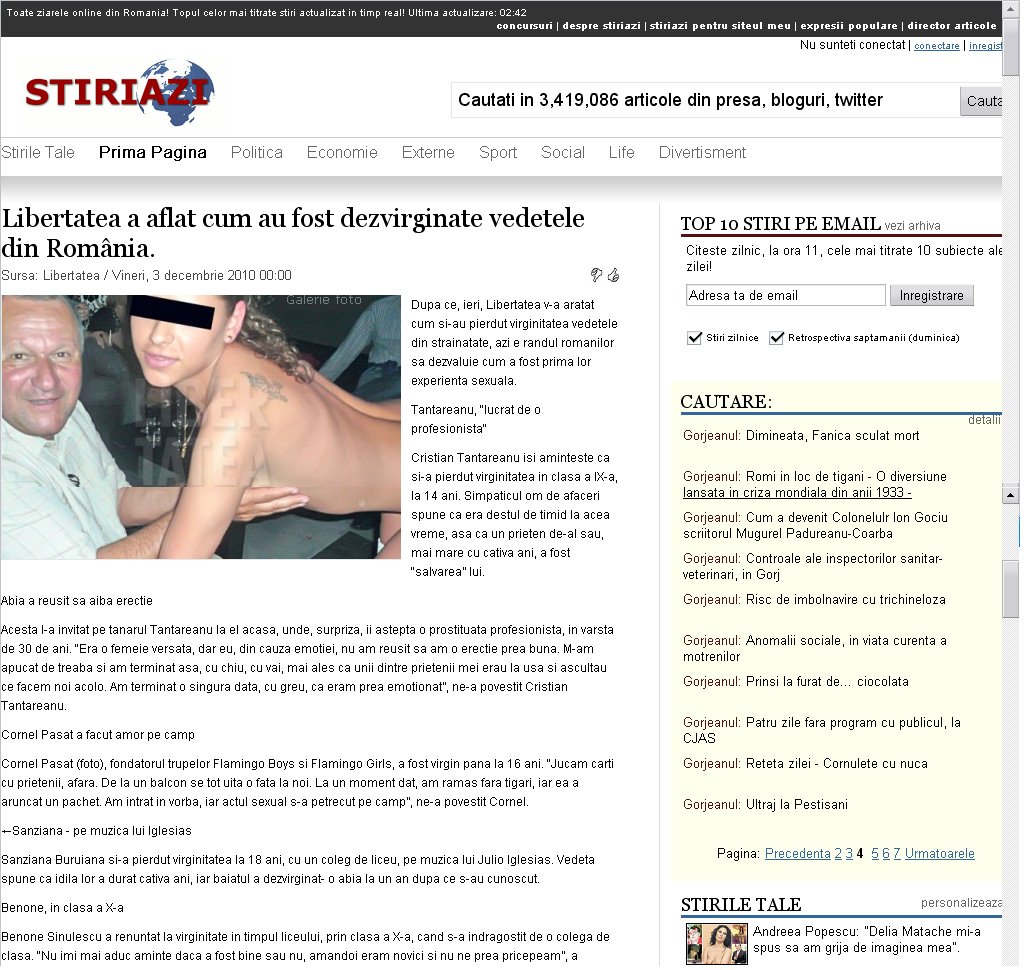 Toate ziarele online din Romania! Topul celor mai titrate stiri actualizat in timp real! Ultima actualizare: 02:42
concursuri | despre stiriazi | stiriazi pentru siteul meu | expresii populare | director articole
Nu sunteti conectat | conectare | inregist
STIRIAZI
Cautati in 3,419,086 articole din presa, bloguri, twitter
Cauta
Stirile Tale Prima Pagina Politica Economie Externe Sport Social Life Divertisment
Libertatea a aflat cum au fost dezvirginate vedetele
din România.
Sursa: Libertatea / Vineri, 3 decembrie 2010 00:00
Galerie foto
LIBER
TATEA
Dupa ce, ieri, Libertatea v-a aratat
cum si-au pierdut virginitatea vedetele
din strainatate, azi e randul romanilor
sa dezvaluie cum a fost prima lor
experienta sexuala.
Tantareanu, "lucrat de o
profesionista"
Cristian Tantareanu isi aminteste ca
si-a pierdut virginitatea in clasa a IX-a,
la 14 ani. Simpaticul om de afaceri
spune ca era destul de timid la acea
vreme, asa ca un prieten de-al sau,
mai mare cu cativa ani, a fost
"salvarea" lui.
Abia a reusit sa aiba erectie
Acesta l-a invitat pe tanarul Tantareanu la el acasa, unde, surpriza, ii astepta o prostituata profesionista, in varsta
de 30 de ani. "Era o femeie versata, dar eu, din cauza emotiei, nu am reusit sa am o erectie prea buna. M-am
apucat de treaba si am terminat asa, cu chiu, cu vai, mai ales ca unii dintre prietenii mei erau la usa si ascultau
ce facem noi acolo. Am terminat o singura data, cu greu, ca eram prea emotionat", ne-a povestit Cristian
Tantareanu.
Cornel Pasat a facut amor pe camp
Cornel Pasat (foto), fondatorul trupelor Flamingo Boys si Flamingo Girls, a fost virgin pana la 16 ani. "Jucam carti
cu prietenii, afara. De la un balcon se tot uita o fata la noi. La un moment dat, am ramas fara tigari, iar ea a
aruncat un pachet. Am intrat in vorba, iar actul sexual s-a petrecut pe camp", ne-a povestit Cornel.
←Sanziana - pe muzica lui Iglesias
Sanziana Buruiana si-a pierdut virginitatea la 18 ani, cu un coleg de liceu, pe muzica lui Julio Iglesias. Vedeta
spune ca idila lor a durat cativa ani, iar baiatul a dezvirginat- o abia la un an dupa ce s-au cunoscut.
Benone, in clasa a X-a
Benone Sinulescu a renuntat la virginitate in timpul liceului, prin clasa a X-a, cand s-a indragostit de o colega de
clasa. "Nu imi mai aduc aminte daca a fost bine sau nu, amandoi eram novici si nu ne prea pricepeam", a
TOP 10 STIRI PE EMAIL vezi arhiva
Citeste zilnic, la ora 11, cele mai titrate 10 subiecte ale
zilei!
Adresa ta de email Inregistrare
Stiri zilnice Retrospectiva saptamanii (duminica)
CAUTARE:
detalii
Gorjeanul: Dimineata, Fanica sculat mort
Gorjeanul: Romi in loc de tigani - O diversiune
lansata in criza mondiala din anii 1933 -
Gorjeanul: Cum a devenit Colonelulr Ion Gociu
scriitorul Mugurel Padureanu-Coarba
Gorjeanul: Controale ale inspectorilor sanitar-
veterinari, in Gorj
Gorjeanul: Risc de imbolnavire cu trichineloza
Gorjeanul: Anomalii sociale, in viata curenta a
motrenilor
Gorjeanul: Prinsi la furat de... ciocolata
Gorjeanul: Patru zile fara program cu publicul, la
CJAS
Gorjeanul: Reteta zilei - Cornulete cu nuca
Gorjeanul: Ultraj la Pestisani
Pagina: Precedenta 2 3 4 5 6 7 Urmatoarele
STIRILE TALE personalizeaza
Andreea Popescu: "Delia Matache mi-a
spus sa am grija de imaginea mea".